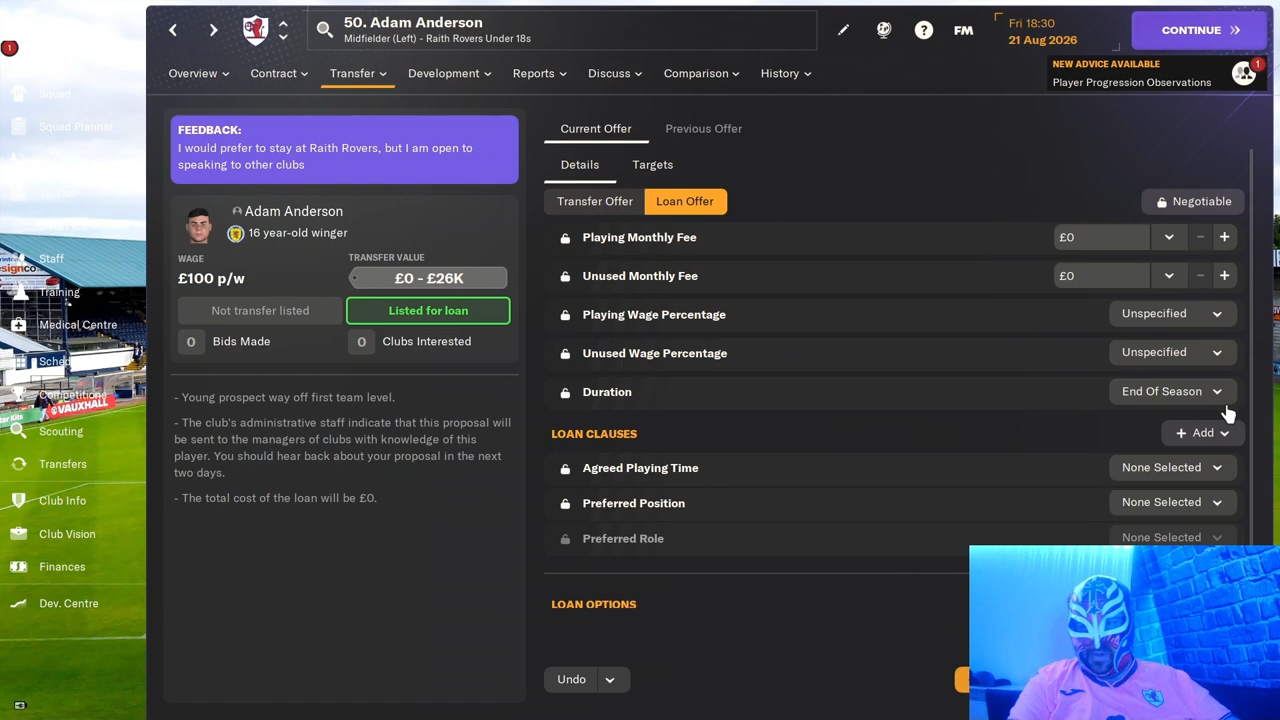 50. Adam Anderson
Midfielder (Left) - Raith Rovers Under 18s
FM
Fri 18:30
21 Aug 2026
CONTINUE
1
Overview
Contract
Transfer
Development
Reports
Discuss
Comparison
History
NEW ADVICE AVAILABLE
Player Progression Observations
1
Squad
Squad Planner
Staff
Training
Medical Centre
Sched
Competitions
Scouting
Transfers
Club Info
Club Vision
Finances
Dev. Centre
VAUXHALL
FEEDBACK:
I would prefer to stay at Raith Rovers, but I am open to
speaking to other clubs
Adam Anderson
16 year-old winger
WAGE
£100 p/w
TRANSFER VALUE
£0 - £26K
Not transfer listed
Listed for loan
0 Bids Made
0 Clubs Interested
- Young prospect way off first team level.
- The club's administrative staff indicate that this proposal will
be sent to the managers of clubs with knowledge of this
player. You should hear back about your proposal in the next
two days.
- The total cost of the loan will be £0.
Current Offer
Previous Offer
Details
Targets
Transfer Offer
Loan Offer
Negotiable
Playing Monthly Fee £0
Unused Monthly Fee £0
Playing Wage Percentage Unspecified
Unused Wage Percentage Unspecified
Duration End Of Season
LOAN CLAUSES
+ Add
Agreed Playing Time None Selected
Preferred Position None Selected
Preferred Role None Selected
LOAN OPTIONS
Undo